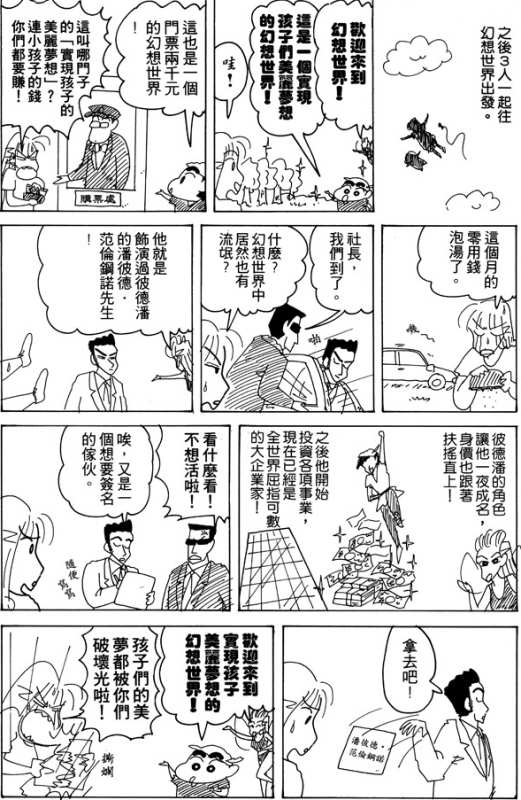 之後3人一起往
幻想世界出發。
歡迎來到
幻想世界！
這是一個實現
孩子們美麗夢想
的幻想世界！
哇！
這也是一個
門票兩千元
的幻想世界
這叫哪門子
的「實現孩子的
美麗夢想」？
連小孩子的錢
你們都要賺！
購票處
這個月的
零用錢
泡湯了。
社長，
我們到了。
啪
什麼？
幻想世界中
居然也有
流氓？
他就是
飾演過彼德潘
的潘彼德．
范倫鋼諾先生
！
彼德潘的角色
讓他一夜成名，
身價也跟著
扶搖直上！
之後他開始
投資各項事業，
現在已經是
全世界屈指可數
的大企業家！
看什麼看！
不想活啦！
唉，又是一
個想要簽名
的傢伙。
隨便
寫寫
拿去吧！
潘彼德．
范倫鋼諾
歡迎來到
實現孩子
美麗夢想的
幻想世界！
孩子們的美
夢都被你們
破壞光啦！
撕爛